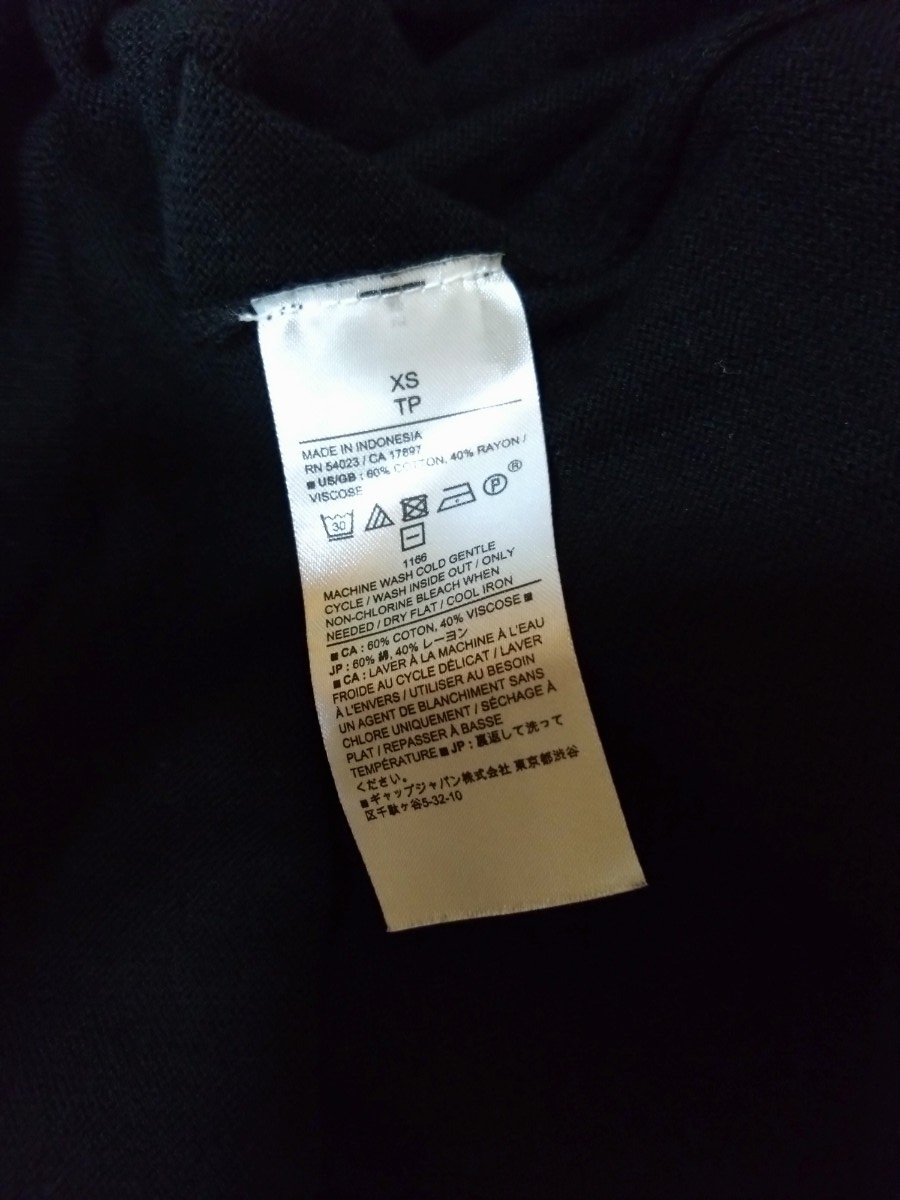 XS
TP
MADE IN INDONESIA
RN 54023 / CA 17897
■ US/GB : 60% COTTON, 40% RAYON /
VISCOSE
30 P ®
1166
MACHINE WASH COLD GENTLE
CYCLE / WASH INSIDE OUT / ONLY
NON-CHLORINE BLEACH WHEN
NEEDED / DRY FLAT / COOL IRON
■ CA : 60% COTON, 40% VISCOSE ■
JP : 60% 綿, 40% レーヨン
■ CA : LAVER À LA MACHINE À L'EAU
FROIDE AU CYCLE DÉLICAT / LAVER
À L'ENVERS / UTILISER AU BESOIN
UN AGENT DE BLANCHIMENT SANS
CHLORE UNIQUEMENT / SÉCHAGE À
PLAT / REPASSER À BASSE
TEMPÉRATURE ■ JP : 裏返して洗って
ください。
■ ギャップジャパン株式会社 東京都渋谷
区千駄ヶ谷5-32-10